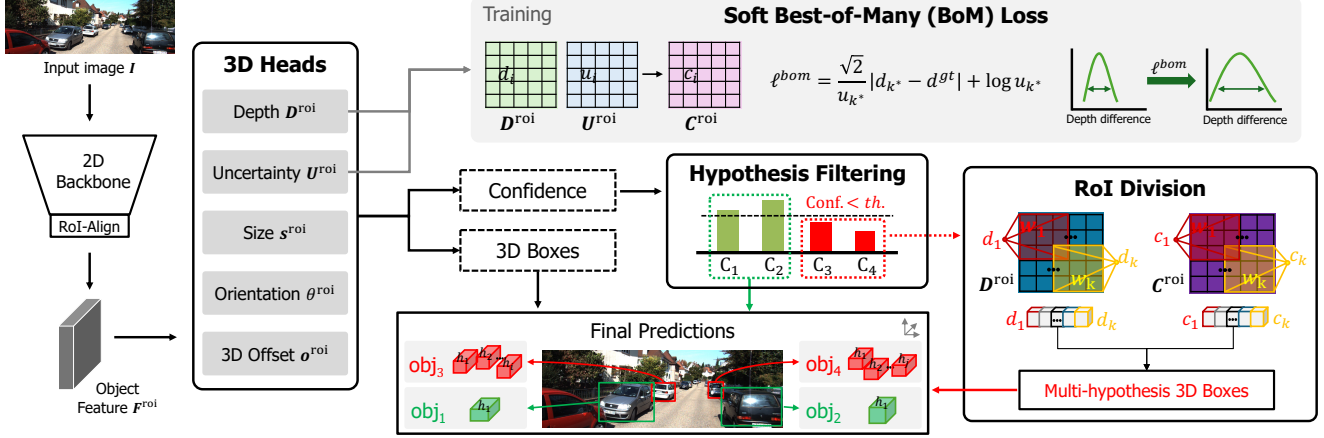 Input image I
2D
Backbone
RoI-Align
Object
Feature F^roi
3D Heads
Depth D^roi
Uncertainty U^roi
Size s^roi
Orientation θ^roi
3D Offset o^roi
Training
Soft Best-of-Many (BoM) Loss
d_i
u_i
c_i
D^roi
U^roi
C^roi
ℓ^bom = √2/u_k* |d_k* − d^gt| + log u_k*
ℓ^bom
Depth difference
Depth difference
Confidence
3D Boxes
Hypothesis Filtering
Conf. < th.
C_1
C_2
C_3
C_4
RoI Division
w_1
d_1
d_k
w_k
D^roi
w_1
c_1
c_k
w_k
C^roi
d_1
d_k
c_1
c_k
Multi-hypothesis 3D Boxes
Final Predictions
obj_3
h_1
h_2
h_i
obj_4
h_1
h_2
h_i
obj_1
h_1
obj_2
h_1